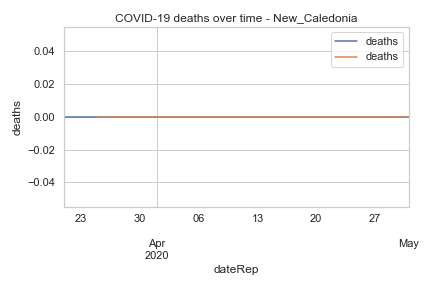 COVID-19 deaths over time - New_Caledonia
deaths
deaths
0.04
0.02
0.00
−0.02
−0.04
deaths
23 30 06 13 20 27
Apr May
2020
dateRep